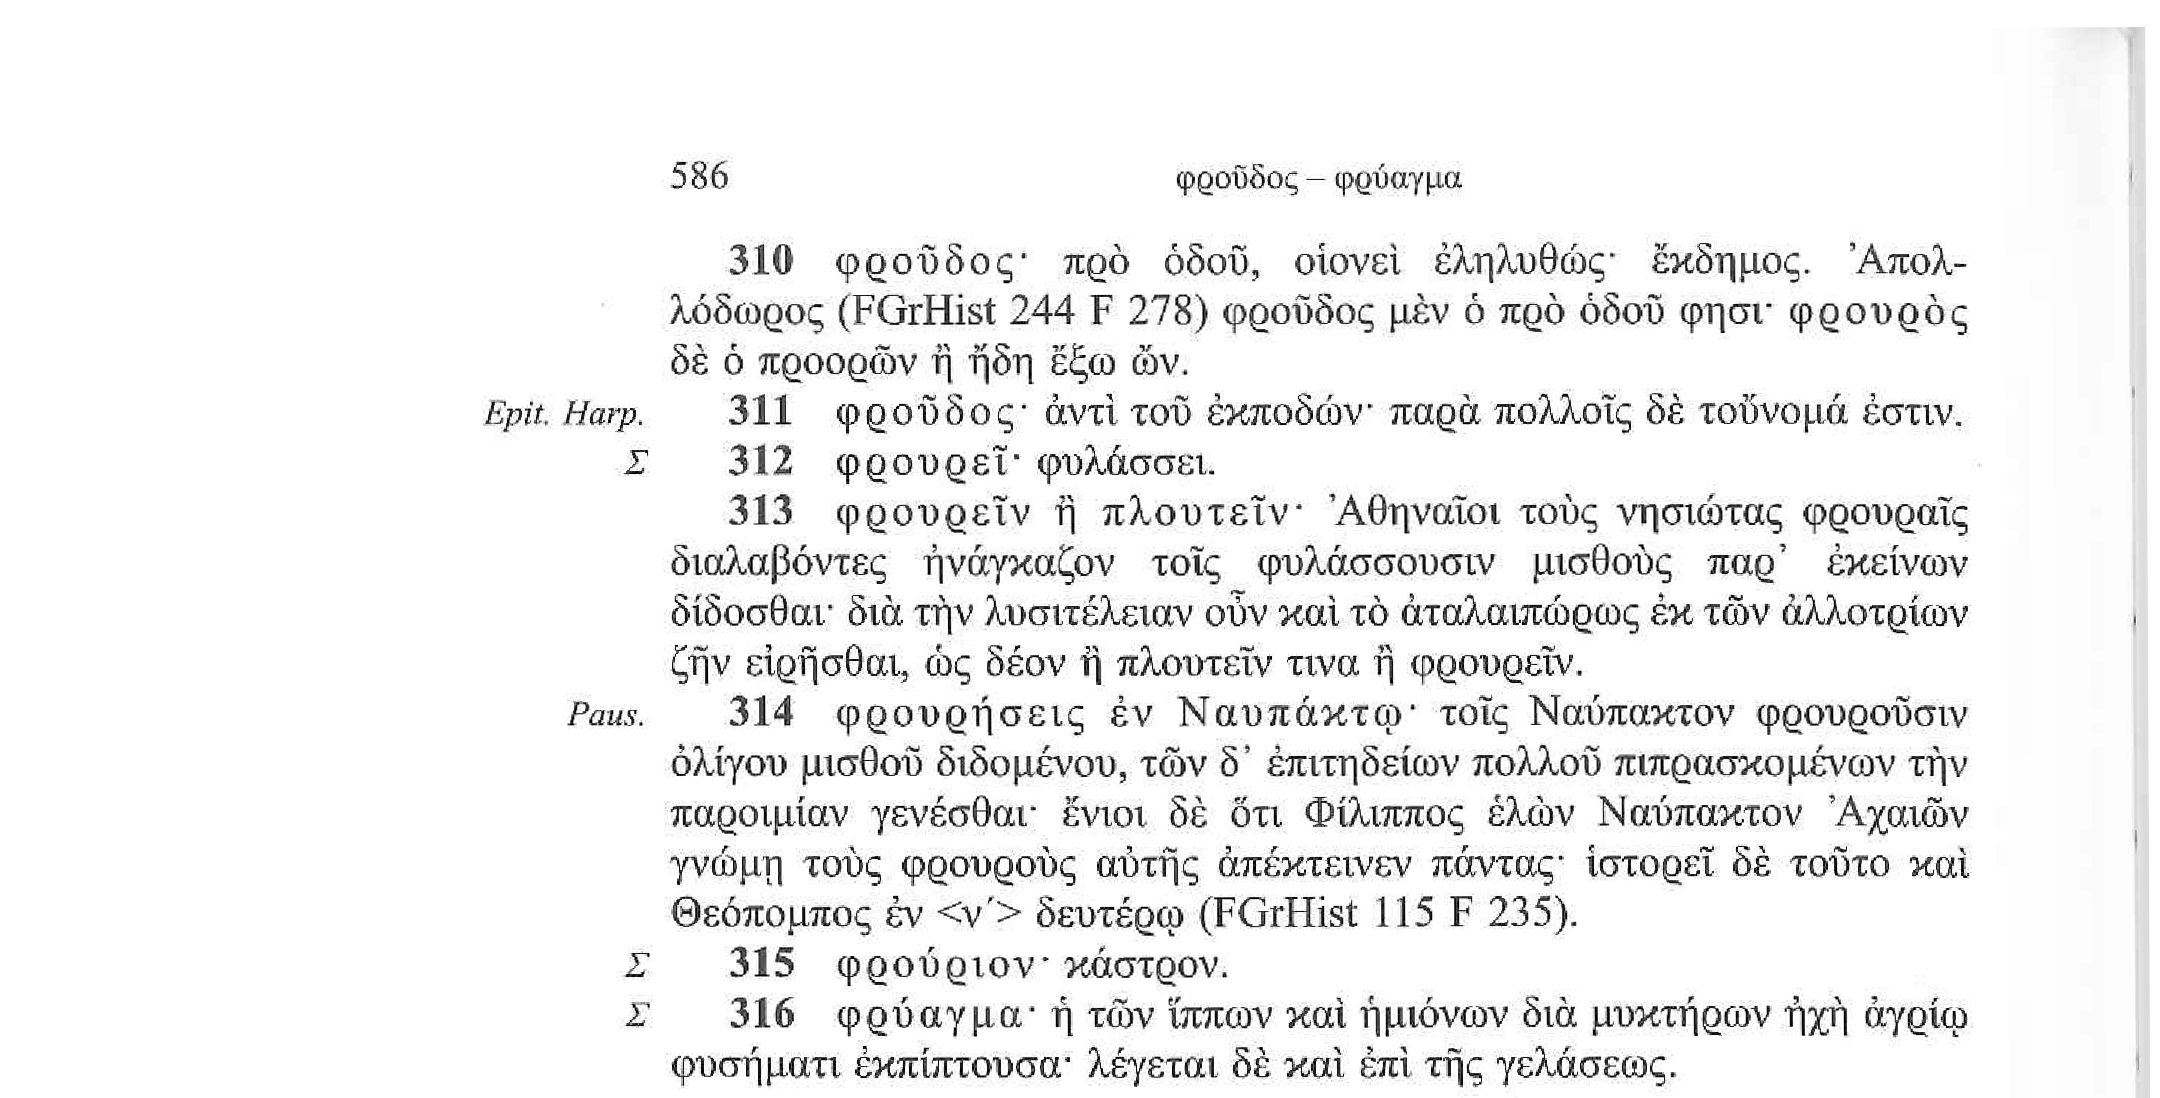 586 φροῦδος – φρύαγμα
310 φροῦδος· πρὸ ὁδοῦ, οἱονεὶ ἐληλυθώς· ἔκδημος. Ἀπολ-
λόδωρος (FGrHist 244 F 278) φροῦδος μὲν ὁ πρὸ ὁδοῦ φησι· φρουρὸς
δὲ ὁ προορῶν ἢ ἤδη ἔξω ὤν.
Epit. Harp. 311 φροῦδος· ἀντὶ τοῦ ἐκποδών· παρὰ πολλοῖς δὲ τοὔνομά ἐστιν.
Σ 312 φρουρεῖ· φυλάσσει.
313 φρουρεῖν ἢ πλουτεῖν· Ἀθηναῖοι τοὺς νησιώτας φρουραῖς
διαλαβόντες ἠνάγκαζον τοῖς φυλάσσουσιν μισθοὺς παρ’ ἐκείνων
δίδοσθαι· διὰ τὴν λυσιτέλειαν οὖν καὶ τὸ ἀταλαιπώρως ἐκ τῶν ἀλλοτρίων
ζῆν εἰρῆσθαι, ὡς δέον ἢ πλουτεῖν τινα ἢ φρουρεῖν.
Paus. 314 φρουρήσεις ἐν Ναυπάκτῳ· τοῖς Ναύπακτον φρουροῦσιν
ὀλίγου μισθοῦ διδομένου, τῶν δ’ ἐπιτηδείων πολλοῦ πιπρασκομένων τὴν
παροιμίαν γενέσθαι· ἔνιοι δὲ ὅτι Φίλιππος ἑλὼν Ναύπακτον Ἀχαιῶν
γνώμῃ τοὺς φρουροὺς αὐτῆς ἀπέκτεινεν πάντας· ἱστορεῖ δὲ τοῦτο καὶ
Θεόπομπος ἐν <ν΄> δευτέρῳ (FGrHist 115 F 235).
Σ 315 φρούριον· κάστρον.
Σ 316 φρύαγμα· ἡ τῶν ἵππων καὶ ἡμιόνων διὰ μυκτήρων ἠχὴ ἀγρίῳ
φυσήματι ἐκπίπτουσα· λέγεται δὲ καὶ ἐπὶ τῆς γελάσεως.